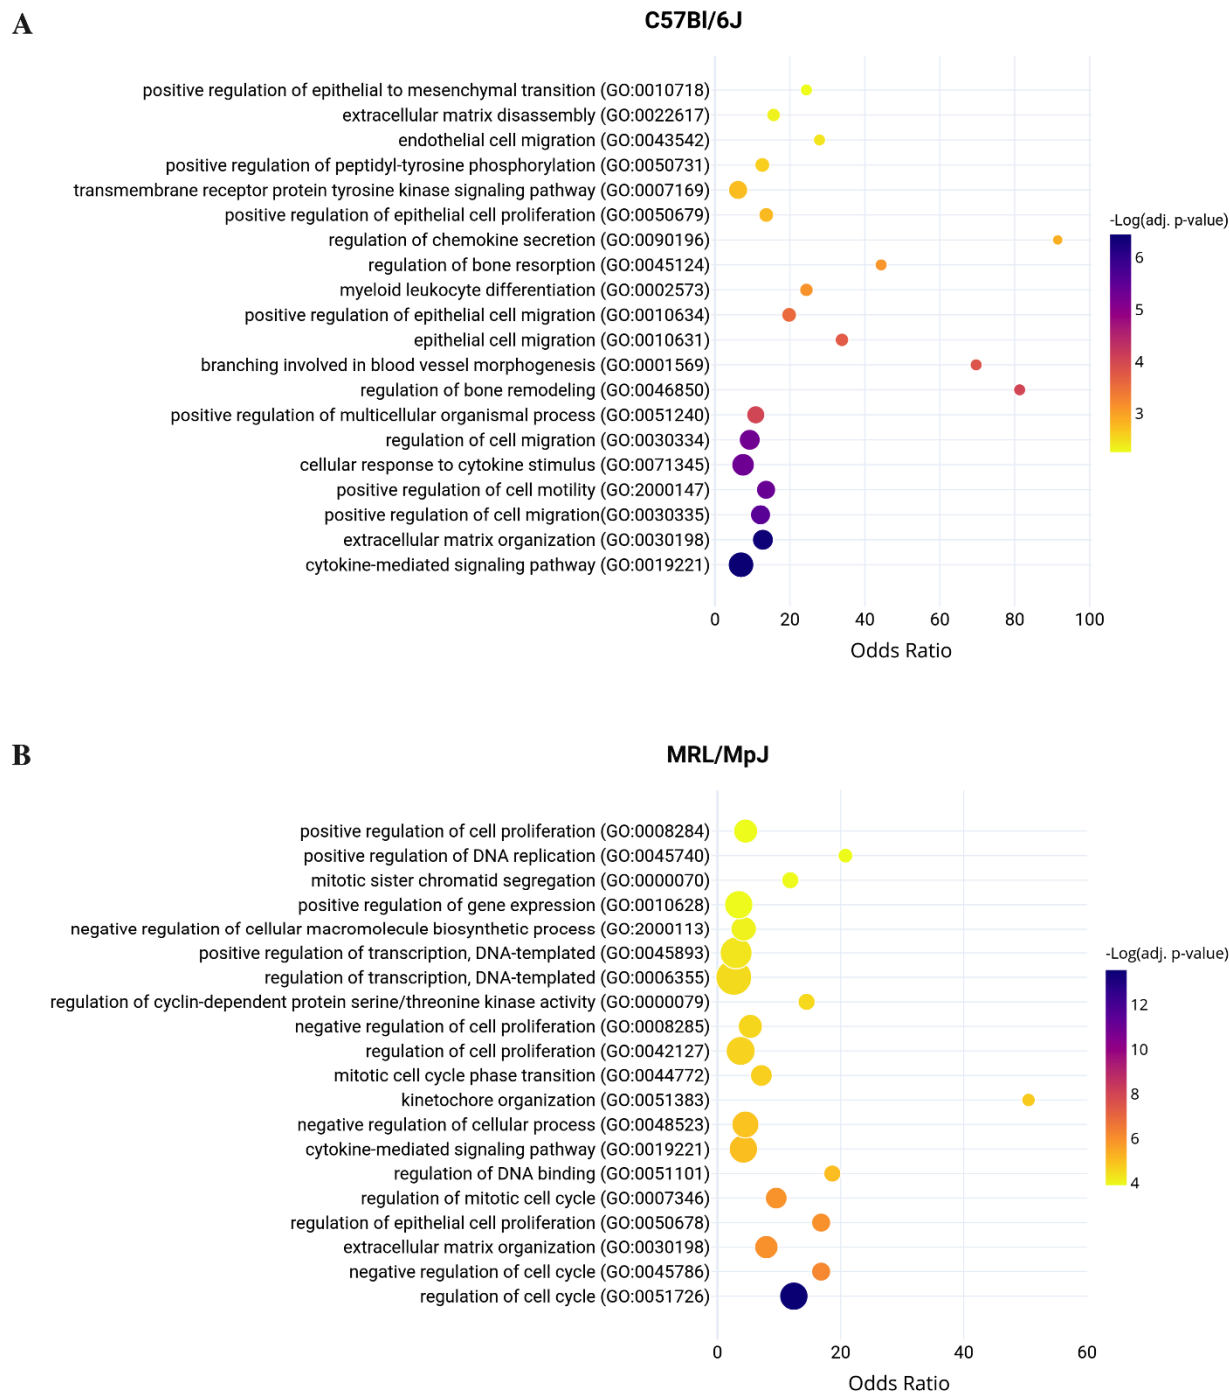 A
C57Bl/6J
positive regulation of epithelial to mesenchymal transition (GO:0010718)
extracellular matrix disassembly (GO:0022617)
endothelial cell migration (GO:0043542)
positive regulation of peptidyl-tyrosine phosphorylation (GO:0050731)
transmembrane receptor protein tyrosine kinase signaling pathway (GO:0007169)
positive regulation of epithelial cell proliferation (GO:0050679)
regulation of chemokine secretion (GO:0090196)
regulation of bone resorption (GO:0045124)
myeloid leukocyte differentiation (GO:0002573)
positive regulation of epithelial cell migration (GO:0010634)
epithelial cell migration (GO:0010631)
branching involved in blood vessel morphogenesis (GO:0001569)
regulation of bone remodeling (GO:0046850)
positive regulation of multicellular organismal process (GO:0051240)
regulation of cell migration (GO:0030334)
cellular response to cytokine stimulus (GO:0071345)
positive regulation of cell motility (GO:2000147)
positive regulation of cell migration(GO:0030335)
extracellular matrix organization (GO:0030198)
cytokine-mediated signaling pathway (GO:0019221)
0 20 40 60 80 100
Odds Ratio
-Log(adj. p-value)
6
5
4
3
B
MRL/MpJ
positive regulation of cell proliferation (GO:0008284)
positive regulation of DNA replication (GO:0045740)
mitotic sister chromatid segregation (GO:0000070)
positive regulation of gene expression (GO:0010628)
negative regulation of cellular macromolecule biosynthetic process (GO:2000113)
positive regulation of transcription, DNA-templated (GO:0045893)
regulation of transcription, DNA-templated (GO:0006355)
regulation of cyclin-dependent protein serine/threonine kinase activity (GO:0000079)
negative regulation of cell proliferation (GO:0008285)
regulation of cell proliferation (GO:0042127)
mitotic cell cycle phase transition (GO:0044772)
kinetochore organization (GO:0051383)
negative regulation of cellular process (GO:0048523)
cytokine-mediated signaling pathway (GO:0019221)
regulation of DNA binding (GO:0051101)
regulation of mitotic cell cycle (GO:0007346)
regulation of epithelial cell proliferation (GO:0050678)
extracellular matrix organization (GO:0030198)
negative regulation of cell cycle (GO:0045786)
regulation of cell cycle (GO:0051726)
0 20 40 60
Odds Ratio
-Log(adj. p-value)
12
10
8
6
4